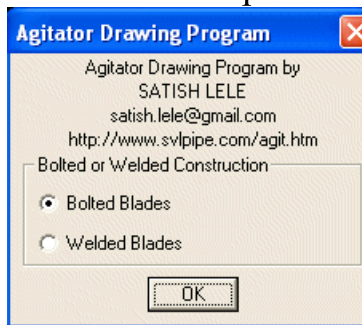 Agitator Drawing Program
Agitator Drawing Program by
SATISH LELE
satish.lele@gmail.com
http://www.svlpipe.com/agit.htm
Bolted or Welded Construction
Bolted Blades
Welded Blades
OK